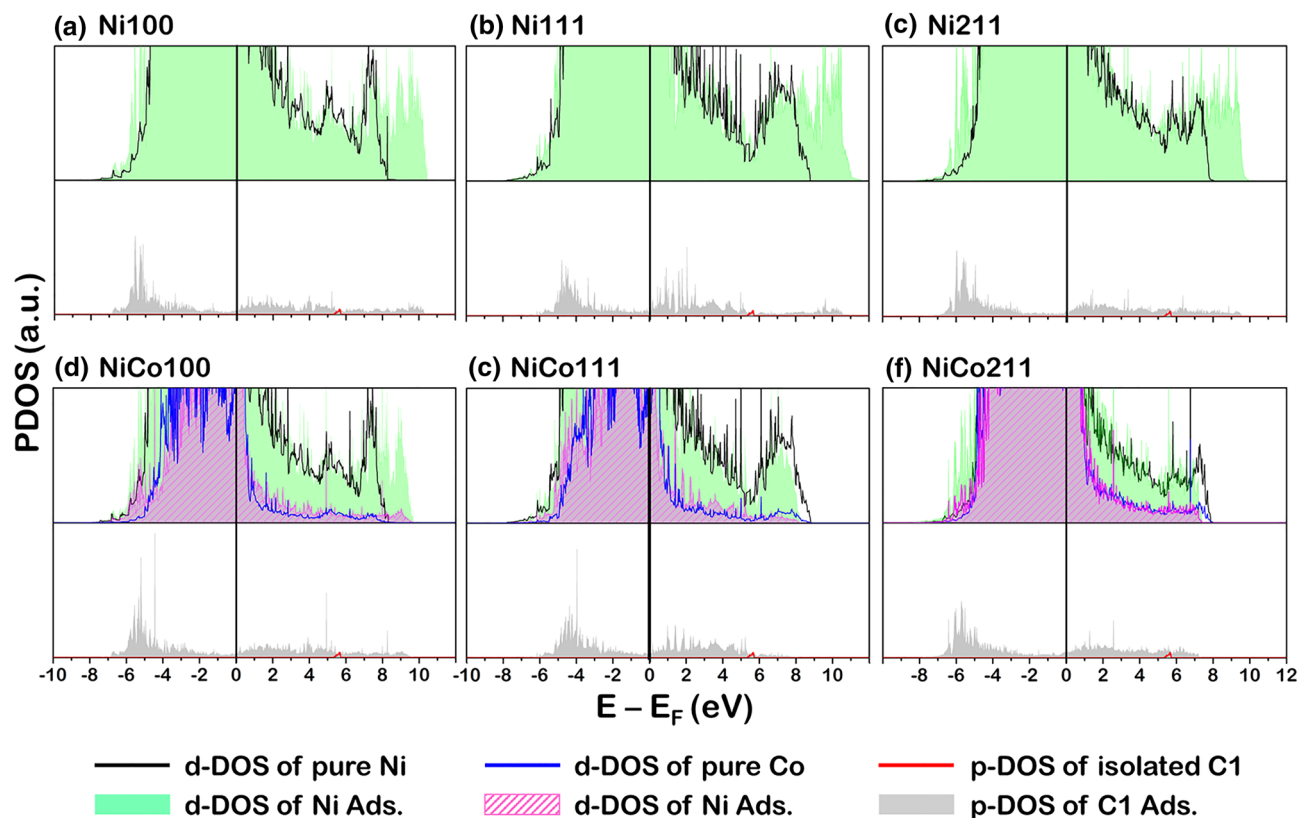 (a) Ni100
(b) Ni111
(c) Ni211
PDOS (a.u.)
(d) NiCo100
(c) NiCo111
(f) NiCo211
-10 -8 -6 -4 -2 0 2 4 6 8 10
-8 -6 -4 -2 0 2 4 6 8 10
-8 -6 -4 -2 0 2 4 6 8 10 12
E – EF (eV)
d-DOS of pure Ni
d-DOS of pure Co
p-DOS of isolated C1
d-DOS of Ni Ads.
d-DOS of Ni Ads.
p-DOS of C1 Ads.